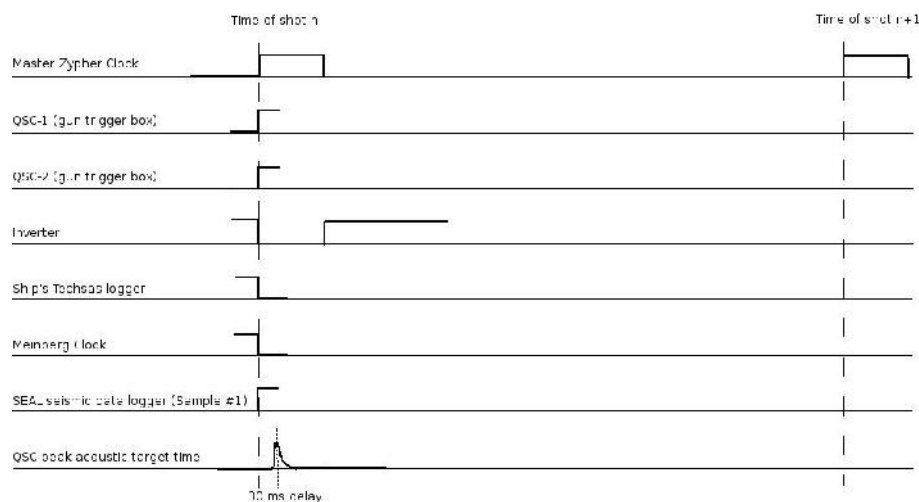 Time of shot n
Time of shot n+1
Master Zypher Clock
QSC-1 (gun trigger box)
QSC-2 (gun trigger box)
Inverter
Ship's Techsas logger
Meinberg Clock
SEAL seismic data logger (Sample #1)
QSC peak acoustic target time
30 ms delay